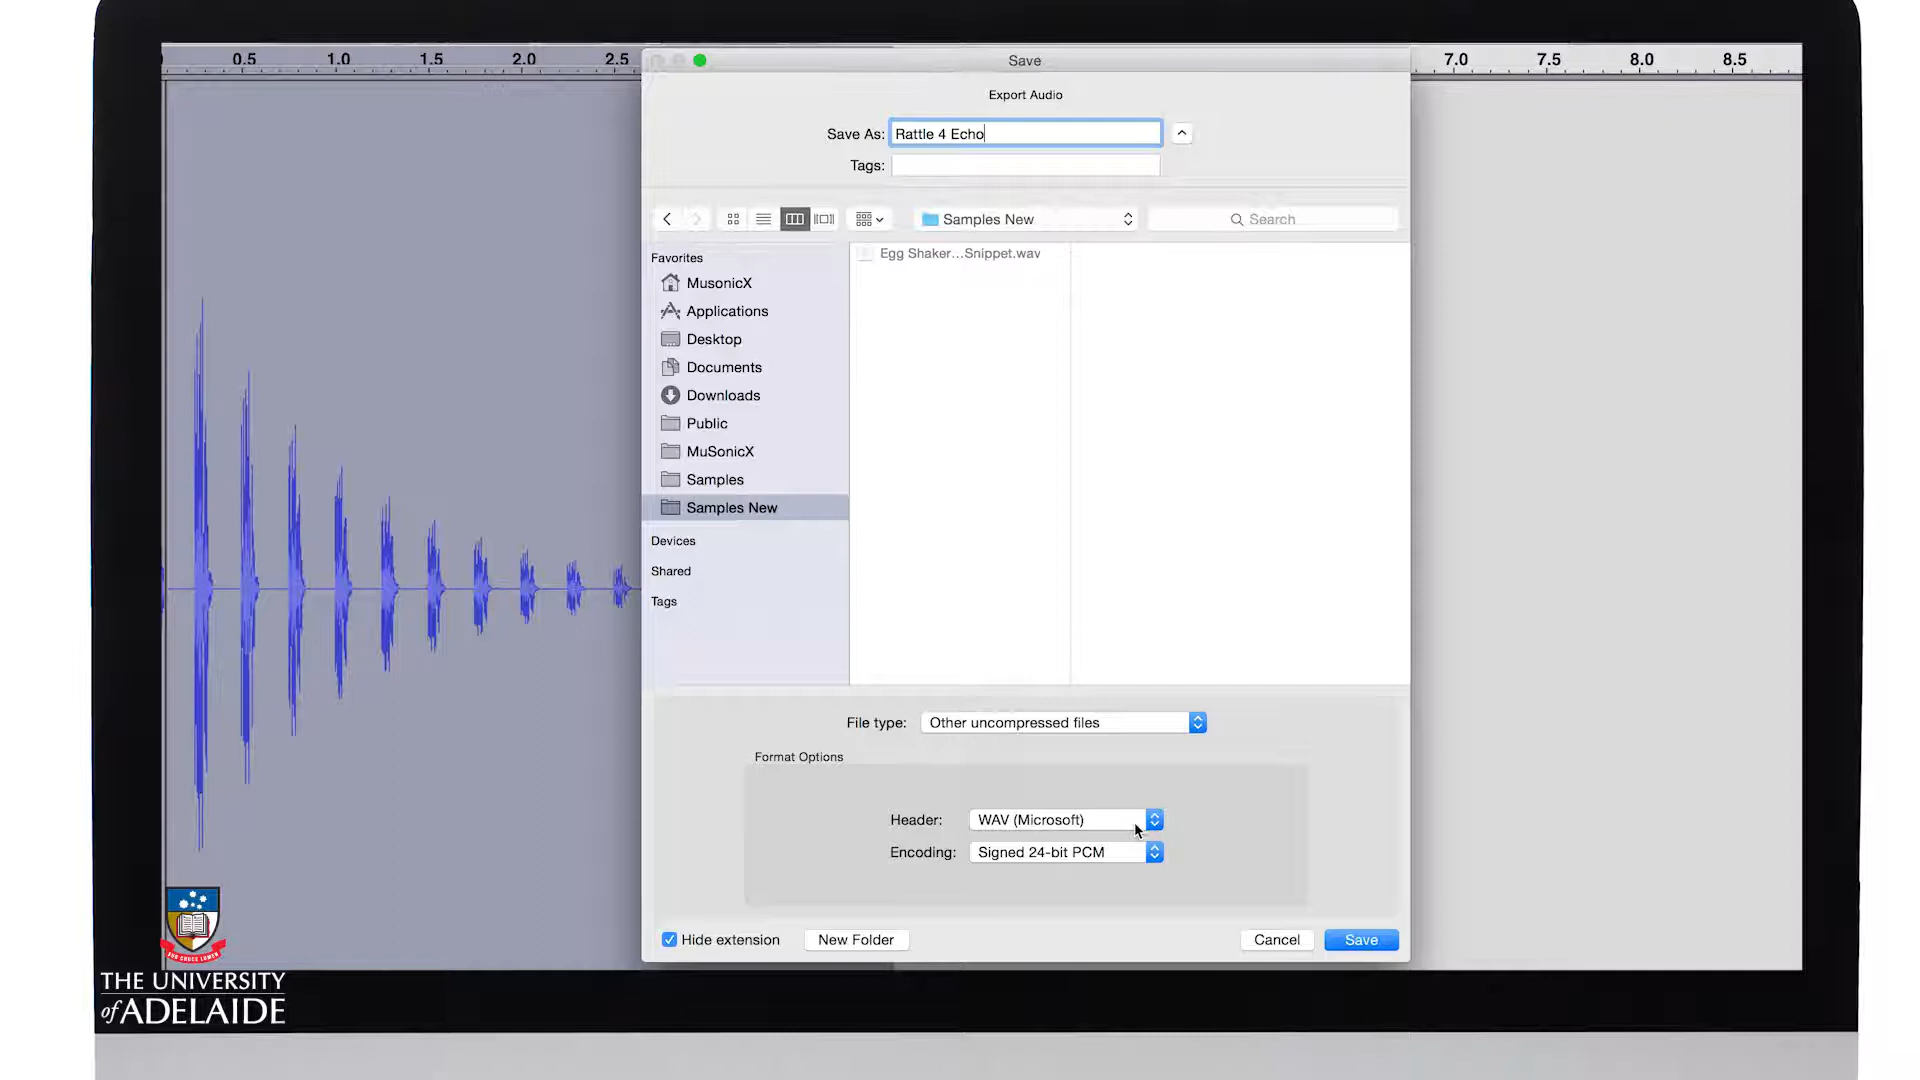 0.5 1.0 1.5 2.0 2.5
7.0 7.5 8.0 8.5
Save
Export Audio
Save As: Rattle 4 Echo
Tags:
Samples New
Search
Favorites
MusonicX
Applications
Desktop
Documents
Downloads
Public
MuSonicX
Samples
Samples New
Devices
Shared
Tags
Egg Shaker...Snippet.wav
File type: Other uncompressed files
Format Options
Header: WAV (Microsoft)
Encoding: Signed 24-bit PCM
Hide extension
New Folder
Cancel
Save
SUB CRUCE LUMEN
THE UNIVERSITY
of ADELAIDE